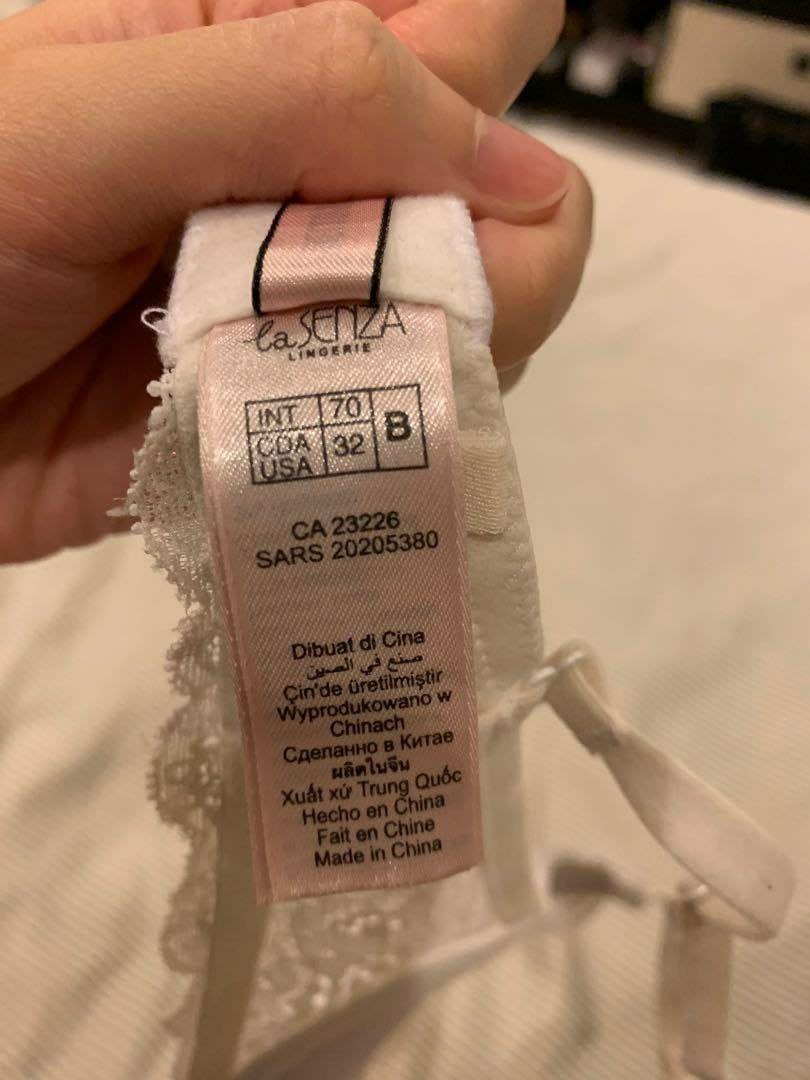 la SENZA
LINGERIE
INT 70 B
CDA 32
USA
CA 23226
SARS 20205380
Dibuat di Cina
صنع في الصين
Çin'de üretilmiştir
Wyprodukowano w
Chinach
Сделанно в Китае
ผลิตในจีน
Xuất xứ Trung Quốc
Hecho en China
Fait en Chine
Made in China